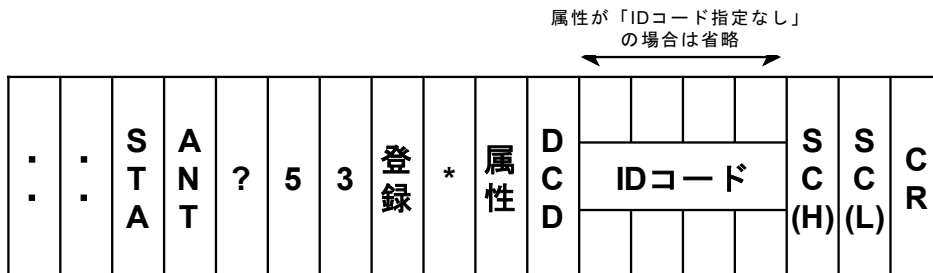 属性が「IDコード指定なし」
の場合は省略
: : STA ANT ? 5 3 登録 * 属性 DCD IDコード SC(H) SC(L) CR